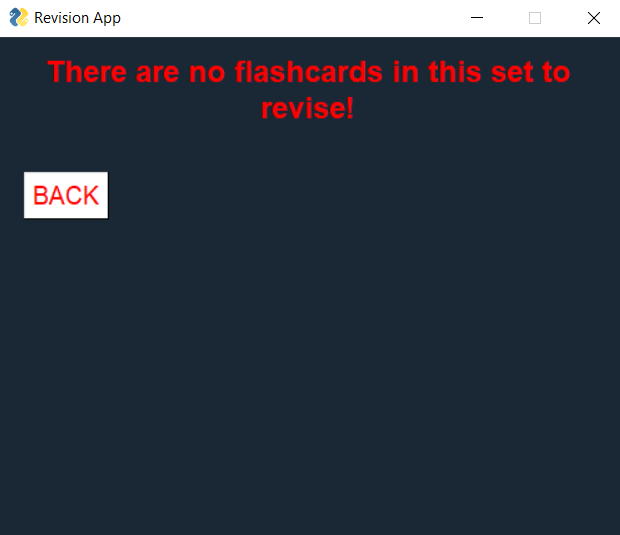 Revision App
There are no flashcards in this set to
revise!
BACK